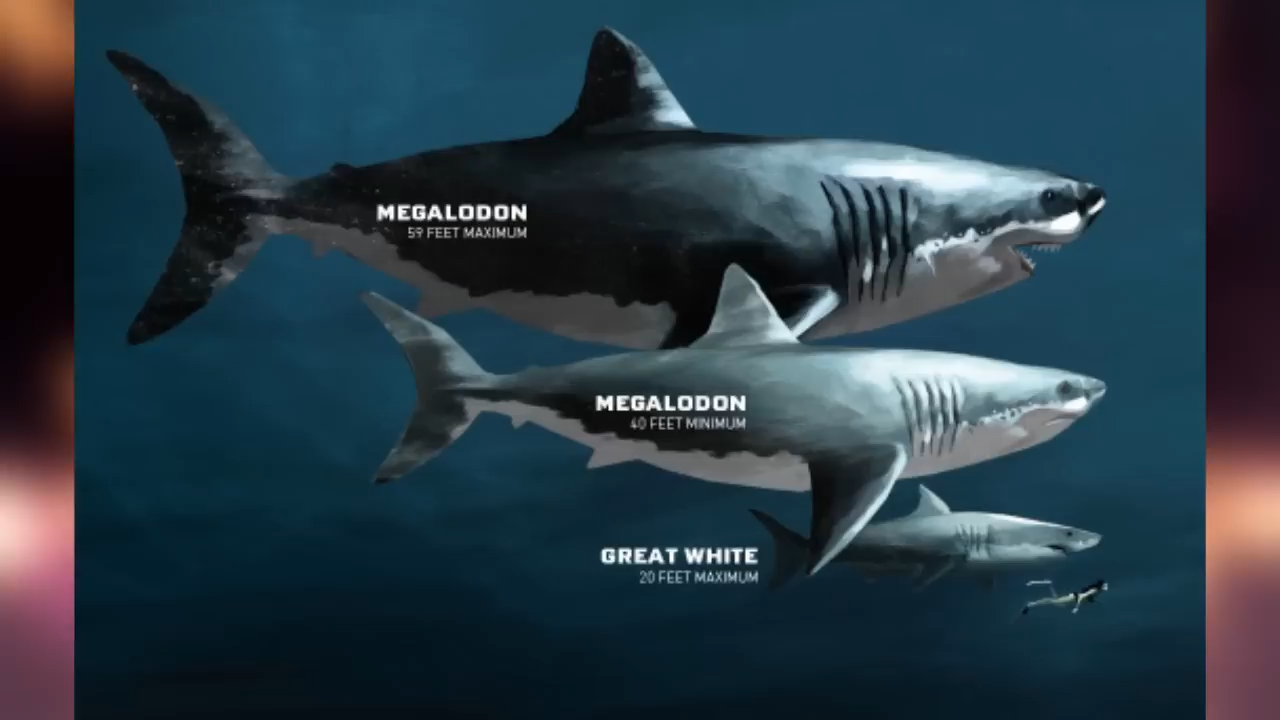 MEGALODON
59 FEET MAXIMUM
MEGALODON
40 FEET MINIMUM
GREAT WHITE
20 FEET MAXIMUM